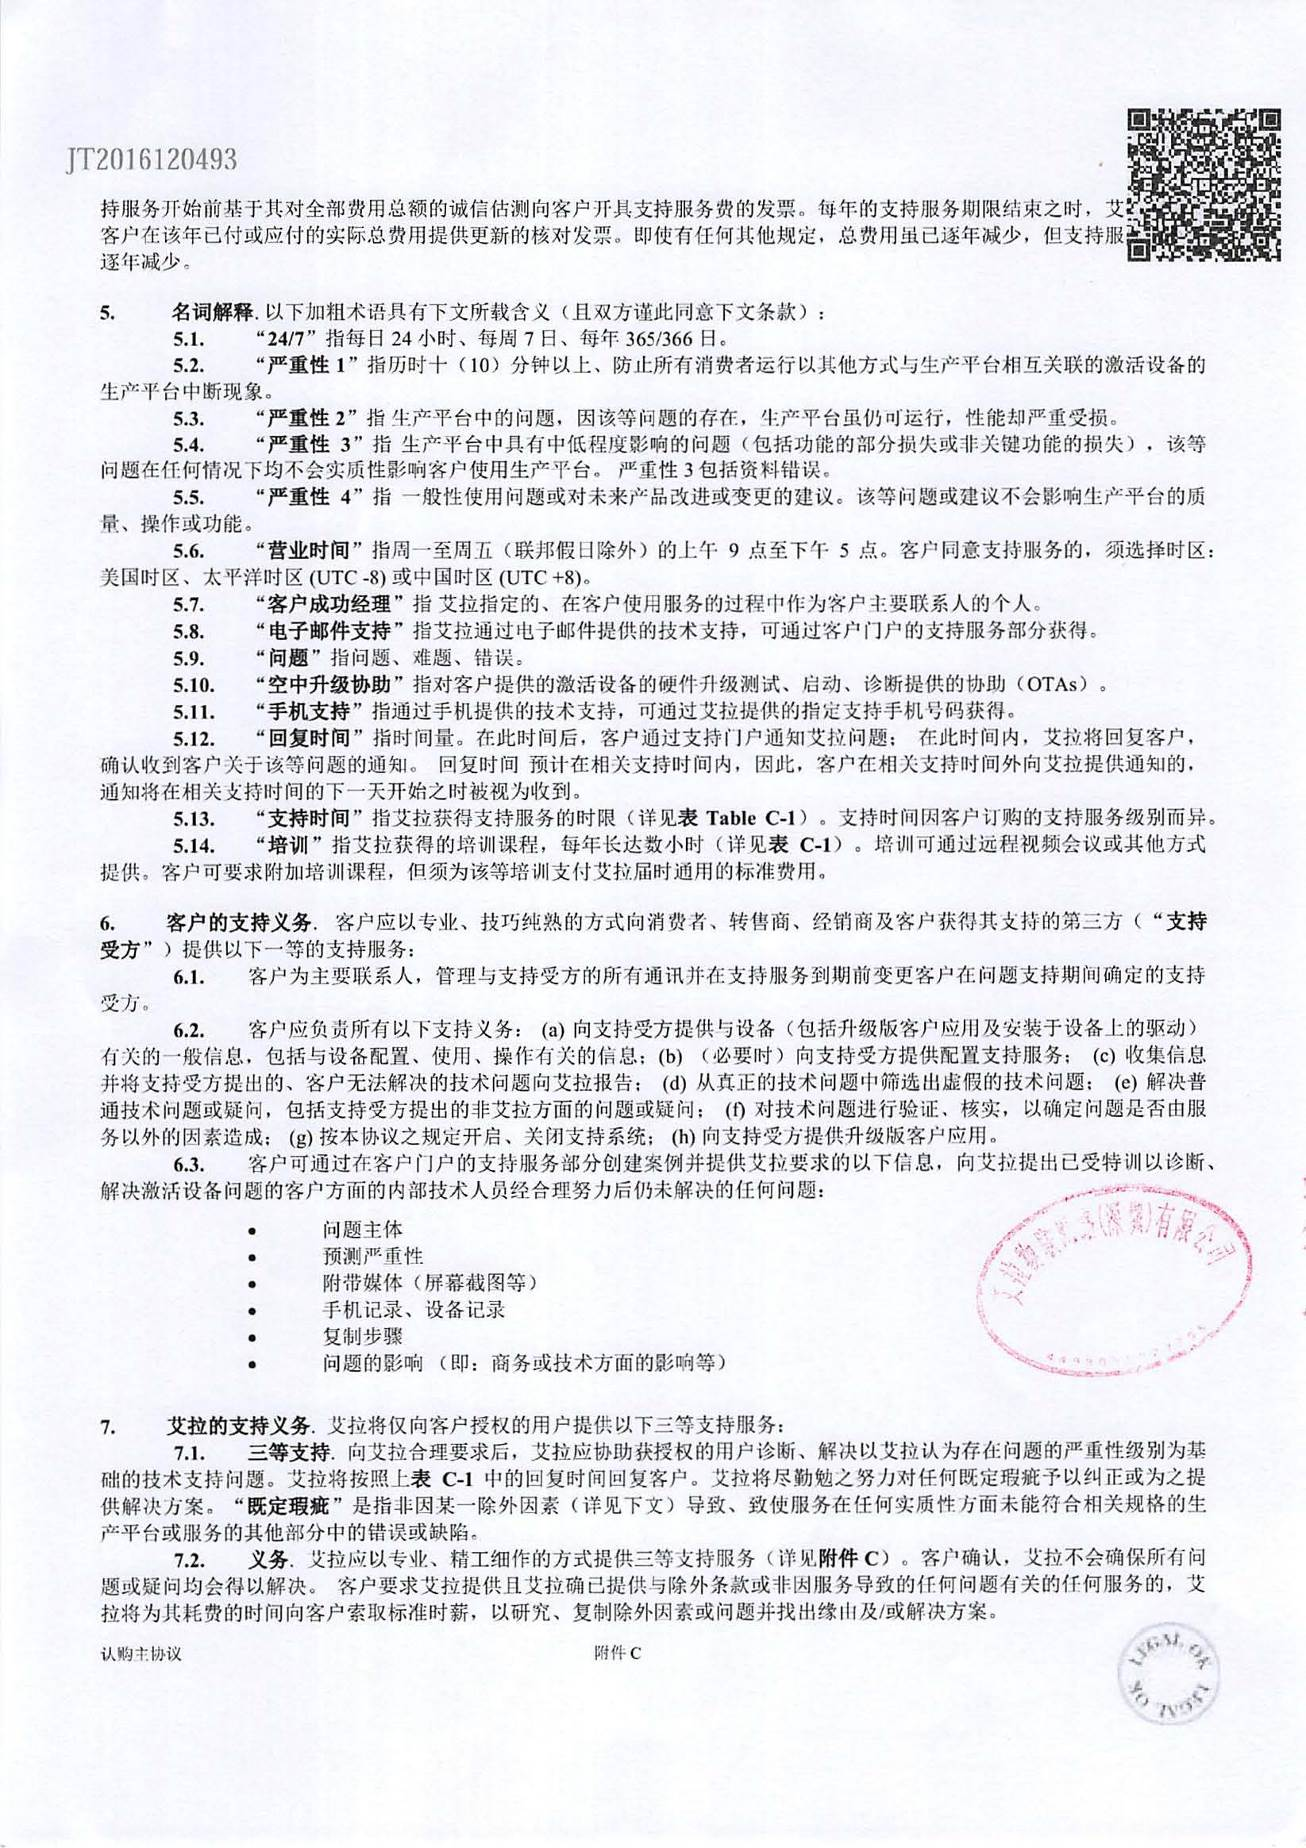 JT2016120493
持服务开始前基于其对全部费用总额的诚信估测向客户开具支持服务费的发票。每年的支持服务期限结束之时，艾
客户在该年已付或应付的实际总费用提供更新的核对发票。即使有任何其他规定，总费用虽已逐年减少，但支持服
逐年减少。
5. 名词解释. 以下加粗术语具有下文所载含义（且双方谨此同意下文条款）：
5.1. “24/7”指每日 24 小时、每周 7 日、每年 365/366 日。
5.2. “严重性 1”指历时十（10）分钟以上、防止所有消费者运行以其他方式与生产平台相互关联的激活设备的
生产平台中断现象。
5.3. “严重性 2”指 生产平台中的问题，因该等问题的存在，生产平台虽仍可运行，性能却严重受损。
5.4. “严重性 3”指 生产平台中具有中低程度影响的问题（包括功能的部分损失或非关键功能的损失），该等
问题在任何情况下均不会实质性影响客户使用生产平台。 严重性 3 包括资料错误。
5.5. “严重性 4”指 一般性使用问题或对未来产品改进或变更的建议。该等问题或建议不会影响生产平台的质
量、操作或功能。
5.6. “营业时间”指周一至周五（联邦假日除外）的上午 9 点至下午 5 点。客户同意支持服务的，须选择时区：
美国时区、太平洋时区 (UTC -8) 或中国时区 (UTC +8)。
5.7. “客户成功经理”指 艾拉指定的、在客户使用服务的过程中作为客户主要联系人的个人。
5.8. “电子邮件支持”指艾拉通过电子邮件提供的技术支持，可通过客户门户的支持服务部分获得。
5.9. “问题”指问题、难题、错误。
5.10. “空中升级协助”指对客户提供的激活设备的硬件升级测试、启动、诊断提供的协助（OTAs）。
5.11. “手机支持”指通过手机提供的技术支持，可通过艾拉提供的指定支持手机号码获得。
5.12. “回复时间”指时间量。在此时间后，客户通过支持门户通知艾拉问题； 在此时间内，艾拉将回复客户，
确认收到客户关于该等问题的通知。 回复时间 预计在相关支持时间内，因此，客户在相关支持时间外向艾拉提供通知的，
通知将在相关支持时间的下一天开始之时被视为收到。
5.13. “支持时间”指艾拉获得支持服务的时限（详见表 Table C-1）。支持时间因客户订购的支持服务级别而异。
5.14. “培训”指艾拉获得的培训课程，每年长达数小时（详见表 C-1）。培训可通过远程视频会议或其他方式
提供。客户可要求附加培训课程，但须为该等培训支付艾拉届时通用的标准费用。
6. 客户的支持义务. 客户应以专业、技巧纯熟的方式向消费者、转售商、经销商及客户获得其支持的第三方（“支持
受方”）提供以下一等的支持服务：
6.1. 客户为主要联系人，管理与支持受方的所有通讯并在支持服务到期前变更客户在问题支持期间确定的支持
受方。
6.2. 客户应负责所有以下支持义务： (a) 向支持受方提供与设备（包括升级版客户应用及安装于设备上的驱动）
有关的一般信息，包括与设备配置、使用、操作有关的信息；(b) （必要时）向支持受方提供配置支持服务； (c) 收集信息
并将支持受方提出的、客户无法解决的技术问题向艾拉报告； (d) 从真正的技术问题中筛选出虚假的技术问题； (e) 解决普
通技术问题或疑问，包括支持受方提出的非艾拉方面的问题或疑问； (f) 对技术问题进行验证、核实，以确定问题是否由服
务以外的因素造成； (g) 按本协议之规定开启、关闭支持系统； (h) 向支持受方提供升级版客户应用。
6.3. 客户可通过在客户门户的支持服务部分创建案例并提供艾拉要求的以下信息，向艾拉提出已受特训以诊断、
解决激活设备问题的客户方面的内部技术人员经合理努力后仍未解决的任何问题：
• 问题主体
• 预测严重性
• 附带媒体（屏幕截图等）
• 手机记录、设备记录
• 复制步骤
• 问题的影响 （即：商务或技术方面的影响等）
(深圳)有限公司
7. 艾拉的支持义务. 艾拉将仅向客户授权的用户提供以下三等支持服务：
7.1. 三等支持. 向艾拉合理要求后，艾拉应协助获授权的用户诊断、解决以艾拉认为存在问题的严重性级别为基
础的技术支持问题。艾拉将按照上表 C-1 中的回复时间回复客户。艾拉将尽勤勉之努力对任何既定瑕疵予以纠正或为之提
供解决方案。“既定瑕疵”是指非因某一除外因素（详见下文）导致、致使服务在任何实质性方面未能符合相关规格的生
产平台或服务的其他部分中的错误或缺陷。
7.2. 义务. 艾拉应以专业、精工细作的方式提供三等支持服务（详见附件 C）。客户确认，艾拉不会确保所有问
题或疑问均会得以解决。 客户要求艾拉提供且艾拉确已提供与除外条款或非因服务导致的任何问题有关的任何服务的，艾
拉将为其耗费的时间向客户索取标准时薪，以研究、复制除外因素或问题并找出缘由及/或解决方案。
认购主协议 附件 C
LEGAL OK
LEGAL OK